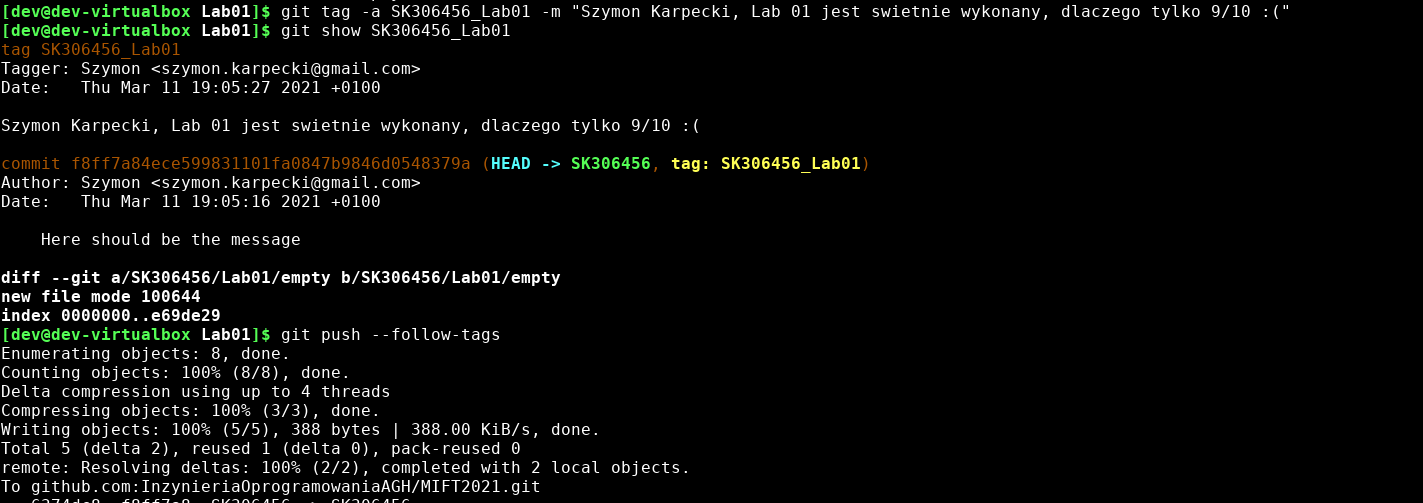 [dev@dev-virtualbox Lab01]$ git tag -a SK306456_Lab01 -m "Szymon Karpecki, Lab 01 jest swietnie wykonany, dlaczego tylko 9/10 :("
[dev@dev-virtualbox Lab01]$ git show SK306456_Lab01
tag SK306456_Lab01
Tagger: Szymon <szymon.karpecki@gmail.com>
Date:   Thu Mar 11 19:05:27 2021 +0100
Szymon Karpecki, Lab 01 jest swietnie wykonany, dlaczego tylko 9/10 :(
commit f8ff7a84ece599831101fa0847b9846d0548379a (HEAD -> SK306456, tag: SK306456_Lab01)
Author: Szymon <szymon.karpecki@gmail.com>
Date:   Thu Mar 11 19:05:16 2021 +0100
Here should be the message
diff --git a/SK306456/Lab01/empty b/SK306456/Lab01/empty
new file mode 100644
index 0000000..e69de29
[dev@dev-virtualbox Lab01]$ git push --follow-tags
Enumerating objects: 8, done.
Counting objects: 100% (8/8), done.
Delta compression using up to 4 threads
Compressing objects: 100% (3/3), done.
Writing objects: 100% (5/5), 388 bytes | 388.00 KiB/s, done.
Total 5 (delta 2), reused 1 (delta 0), pack-reused 0
remote: Resolving deltas: 100% (2/2), completed with 2 local objects.
To github.com:InzynieriaOprogramowaniaAGH/MIFT2021.git
SK306456 -> SK306456